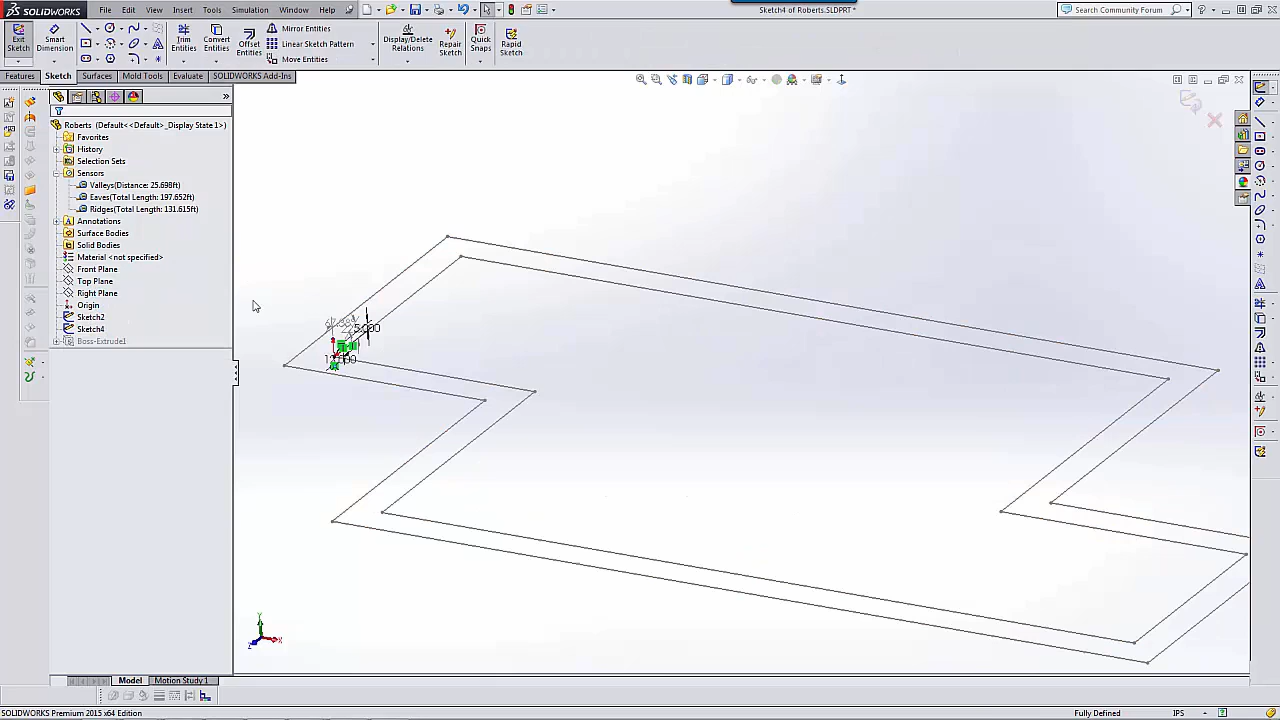 SOLIDWORKS File Edit View Insert Tools Simulation Window Help Sketch4 of Roberts.SLDPRT * Search Community Forum
Exit Sketch
Smart Dimension
Trim Entities
Convert Entities
Offset Entities
Mirror Entities
Linear Sketch Pattern
Move Entities
Display/Delete Relations
Repair Sketch
Quick Snaps
Rapid Sketch
Features Sketch Surfaces Mold Tools Evaluate SOLIDWORKS Add-Ins
Roberts (Default<<Default>_Display State 1>)
Favorites
History
Selection Sets
Sensors
Valleys(Distance: 25.698ft)
Eaves(Total Length: 197.652ft)
Ridges(Total Length: 131.615ft)
Annotations
Surface Bodies
Solid Bodies
Material <not specified>
Front Plane
Top Plane
Right Plane
Origin
Sketch2
Sketch4
Boss-Extrude1
Y
X
Z
Model Motion Study 1
SOLIDWORKS Premium 2015 x64 Edition Fully Defined IPS